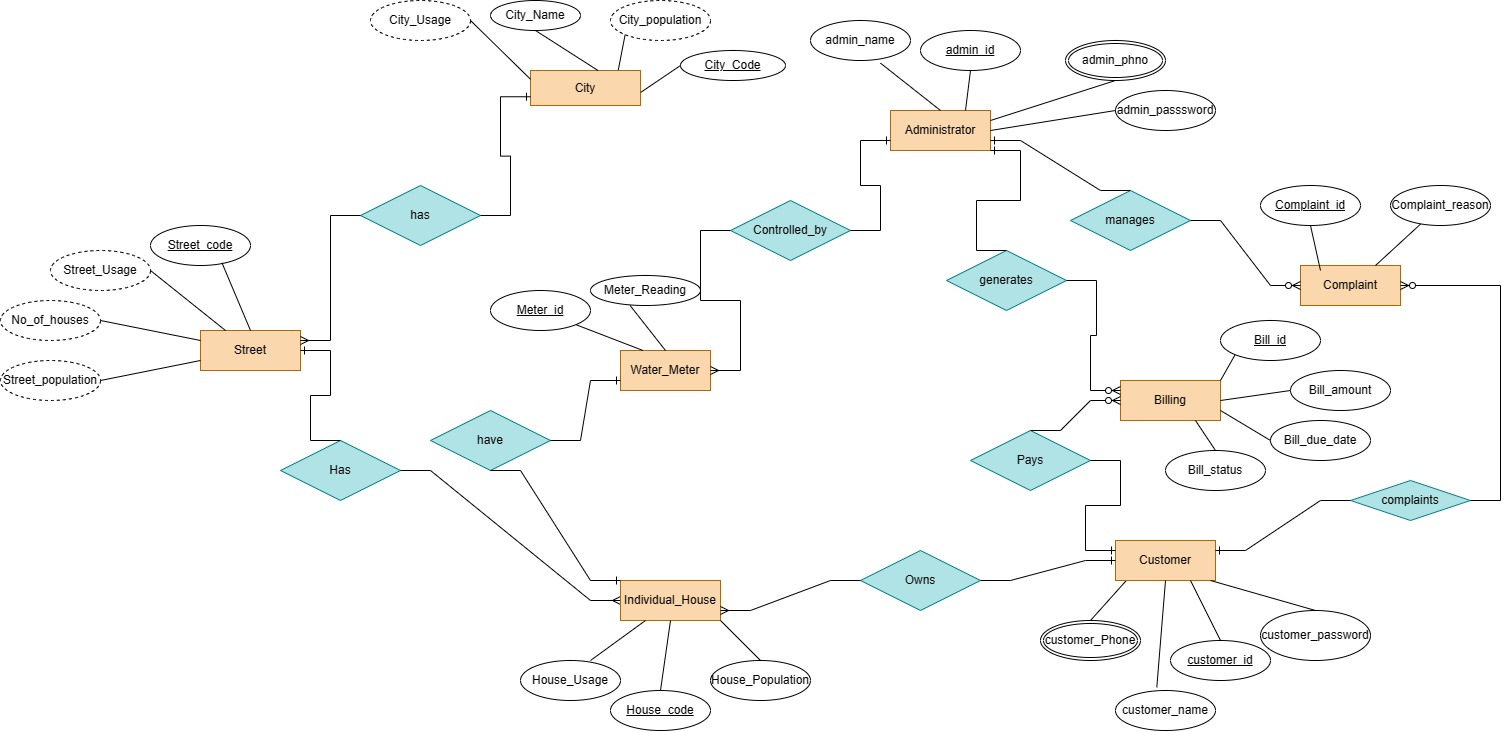 City_Usage
City_Name
City_population
City_Code
City
admin_name
admin_id
admin_phno
admin_passsword
Administrator
has
Controlled_by
manages
Complaint_id
Complaint_reason
Complaint
Street_code
Street_Usage
No_of_houses
Street_population
Street
generates
Meter_id
Meter_Reading
Water_Meter
Bill_id
Bill_amount
Bill_due_date
Bill_status
Billing
have
Has
Pays
complaints
Customer
Owns
Individual_House
House_Usage
House_code
House_Population
customer_Phone
customer_password
customer_id
customer_name